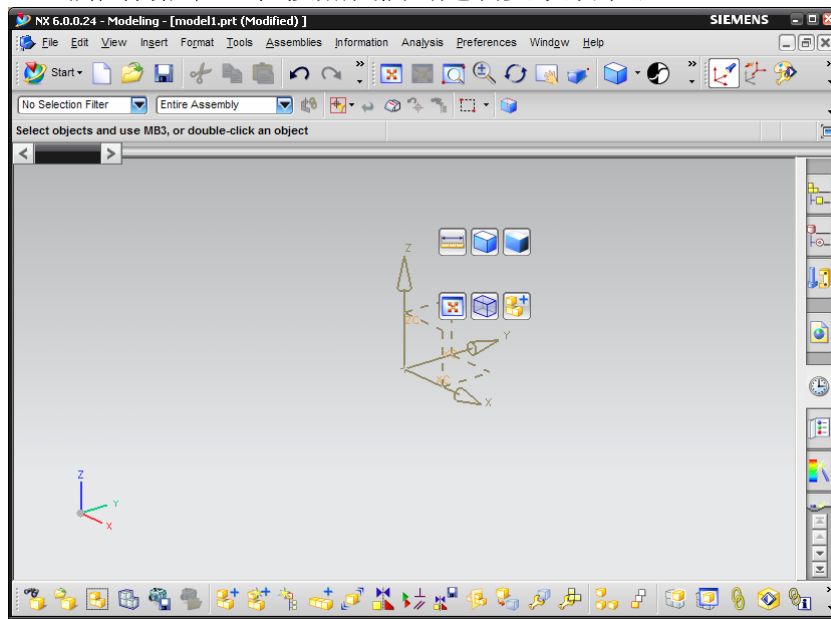 NX 6.0.0.24 - Modeling - [model1.prt (Modified) ]
SIEMENS
File Edit View Insert Format Tools Assemblies Information Analysis Preferences Window Help
Start
No Selection Filter
Entire Assembly
Select objects and use MB3, or double-click an object
Z
ZC
Y
XC
X
Z
Y
X